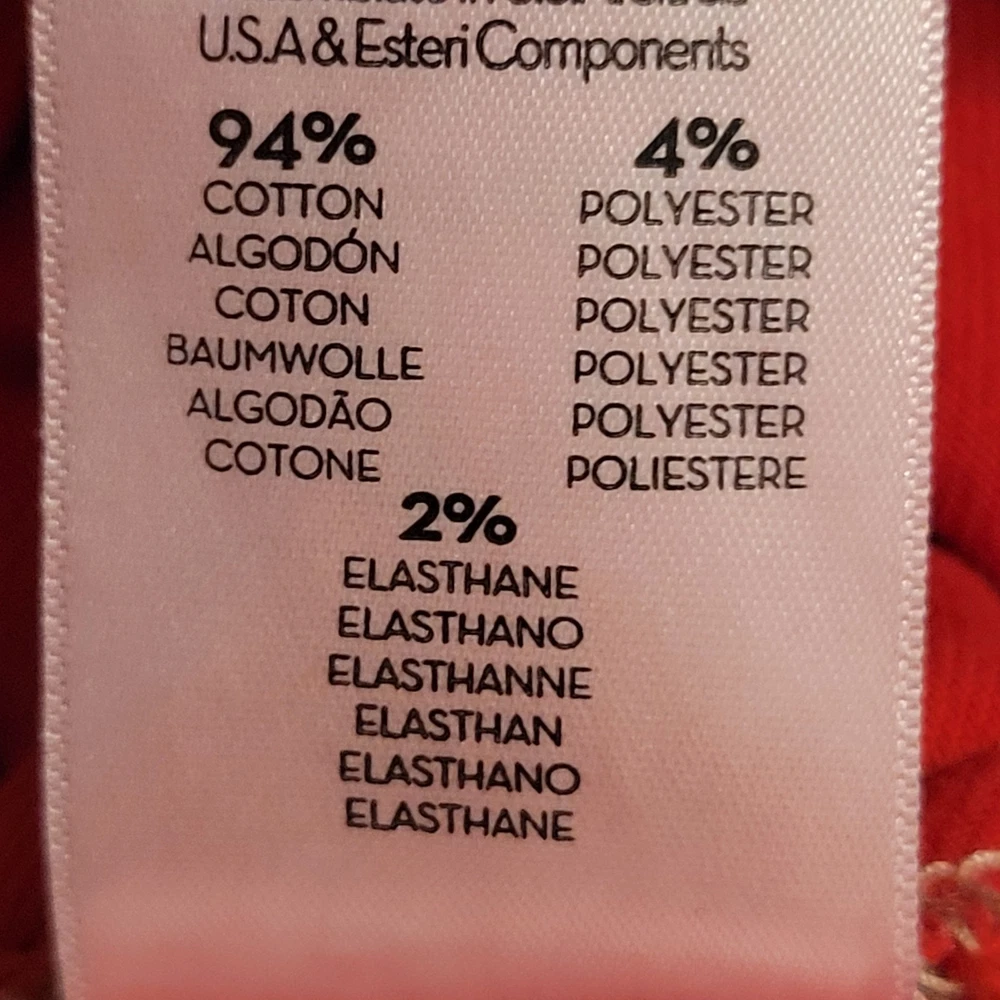 U.S.A & Esteri Components
94%
COTTON
ALGODÓN
COTON
BAUMWOLLE
ALGODÃO
COTONE
4%
POLYESTER
POLYESTER
POLYESTER
POLYESTER
POLYESTER
POLIESTERE
2%
ELASTHANE
ELASTHANO
ELASTHANNE
ELASTHAN
ELASTHANO
ELASTHANE